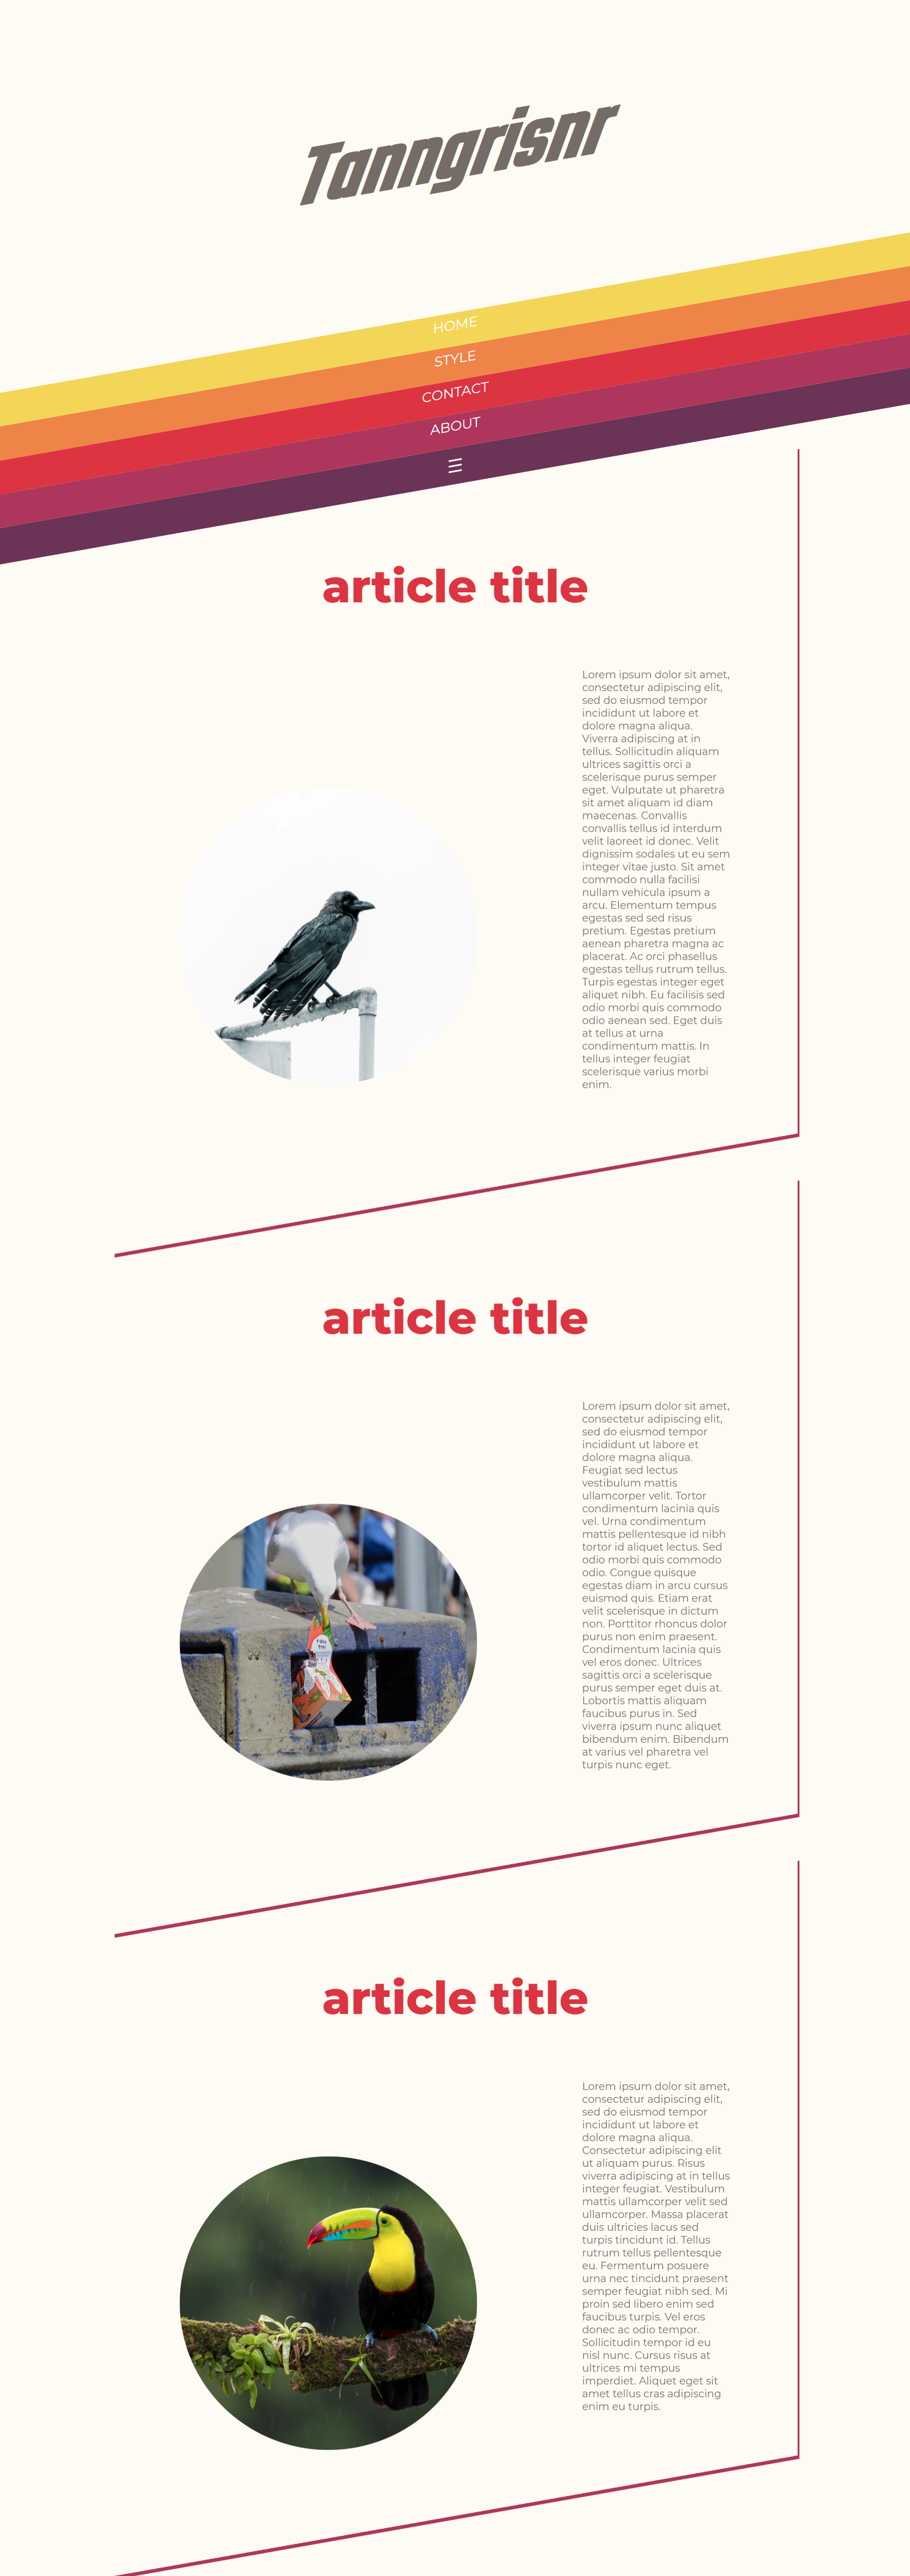 Tanngrisnr
HOME
STYLE
CONTACT
ABOUT
article title
Lorem ipsum dolor sit amet,
consectetur adipiscing elit,
sed do eiusmod tempor
incididunt ut labore et
dolore magna aliqua.
Viverra adipiscing at in
tellus. Sollicitudin aliquam
ultrices sagittis orci a
scelerisque purus semper
eget. Vulputate ut pharetra
sit amet aliquam id diam
maecenas. Convallis
convallis tellus id interdum
velit laoreet id donec. Velit
dignissim sodales ut eu sem
integer vitae justo. Sit amet
commodo nulla facilisi
nullam vehicula ipsum a
arcu. Elementum tempus
egestas sed sed risus
pretium. Egestas pretium
aenean pharetra magna ac
placerat. Ac orci phasellus
egestas tellus rutrum tellus.
Turpis egestas integer eget
aliquet nibh. Eu facilisis sed
odio morbi quis commodo
odio aenean sed. Eget duis
at tellus at urna
condimentum mattis. In
tellus integer feugiat
scelerisque varius morbi
enim.
article title
Lorem ipsum dolor sit amet,
consectetur adipiscing elit,
sed do eiusmod tempor
incididunt ut labore et
dolore magna aliqua.
Feugiat sed lectus
vestibulum mattis
ullamcorper velit. Tortor
condimentum lacinia quis
vel. Urna condimentum
mattis pellentesque id nibh
tortor id aliquet lectus. Sed
odio morbi quis commodo
odio. Congue quisque
egestas diam in arcu cursus
euismod quis. Etiam erat
velit scelerisque in dictum
non. Porttitor rhoncus dolor
purus non enim praesent.
Condimentum lacinia quis
vel eros donec. Ultrices
sagittis orci a scelerisque
purus semper eget duis at.
Lobortis mattis aliquam
faucibus purus in. Sed
viverra ipsum nunc aliquet
bibendum enim. Bibendum
at varius vel pharetra vel
turpis nunc eget.
article title
Lorem ipsum dolor sit amet,
consectetur adipiscing elit,
sed do eiusmod tempor
incididunt ut labore et
dolore magna aliqua.
Consectetur adipiscing elit
ut aliquam purus. Risus
viverra adipiscing at in tellus
integer feugiat. Vestibulum
mattis ullamcorper velit sed
ullamcorper. Massa placerat
duis ultricies lacus sed
turpis tincidunt id. Tellus
rutrum tellus pellentesque
eu. Fermentum posuere
urna nec tincidunt praesent
semper feugiat nibh sed. Mi
proin sed libero enim sed
faucibus turpis. Vel eros
donec ac odio tempor.
Sollicitudin tempor id eu
nisl nunc. Cursus risus at
ultrices mi tempus
imperdiet. Aliquet eget sit
amet tellus cras adipiscing
enim eu turpis.